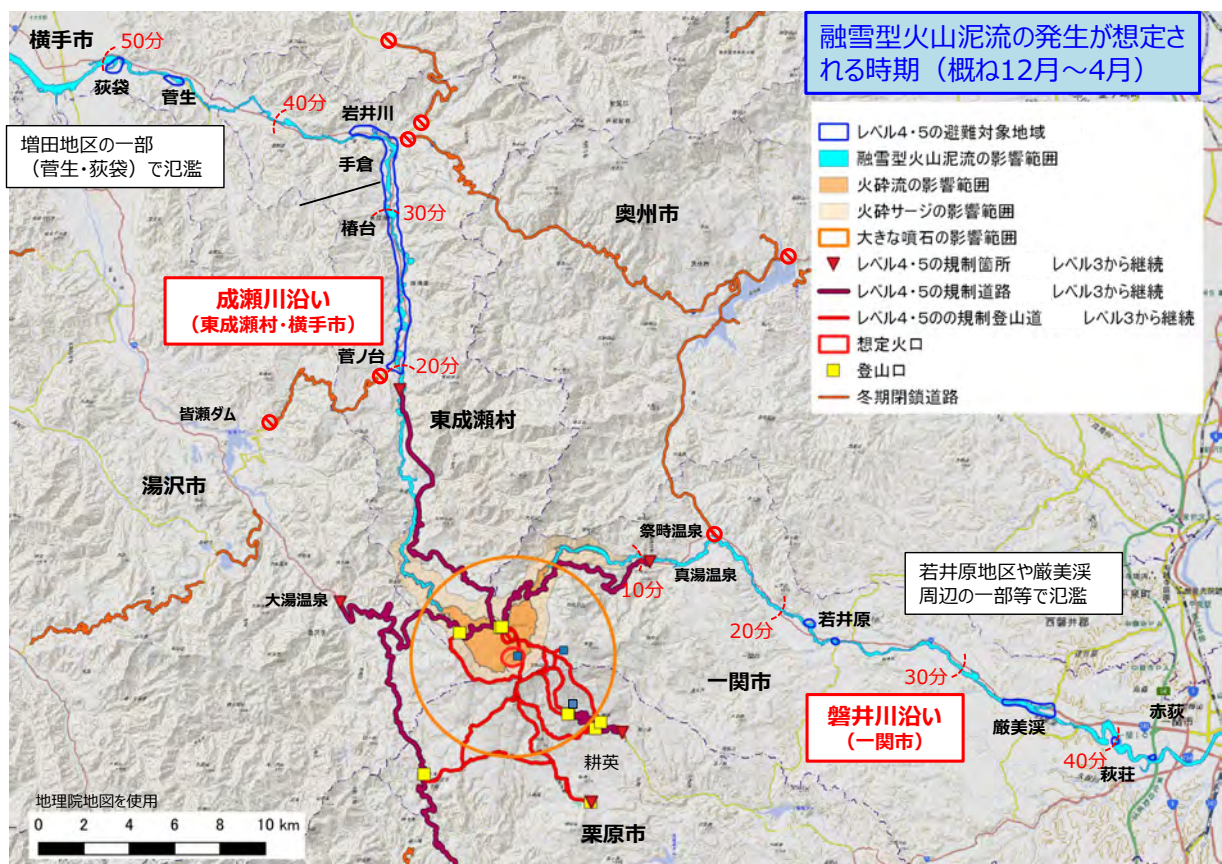 融雪型火山泥流の発生が想定さ
れる時期（概ね12月～4月）
レベル4・5の避難対象地域
融雪型火山泥流の影響範囲
火砕流の影響範囲
火砕サージの影響範囲
大きな噴石の影響範囲
レベル4・5の規制箇所 レベル3から継続
レベル4・5の規制道路 レベル3から継続
レベル4・5のの規制登山道 レベル3から継続
想定火口
登山口
冬期閉鎖道路
横手市
50分
荻袋
菅生
40分
岩井川
増田地区の一部
（菅生・荻袋）で氾濫
手倉
30分
椿台
奥州市
成瀬川沿い
（東成瀬村・横手市）
菅ノ台
20分
皆瀬ダム
東成瀬村
湯沢市
祭畤温泉
真湯温泉
10分
大湯温泉
若井原地区や厳美渓
周辺の一部等で氾濫
20分
若井原
西磐井郡
一関市
30分
磐井川沿い
（一関市）
厳美渓
赤荻
一関市
40分
萩荘
耕英
栗原市
地理院地図を使用
0 2 4 6 8 10 km